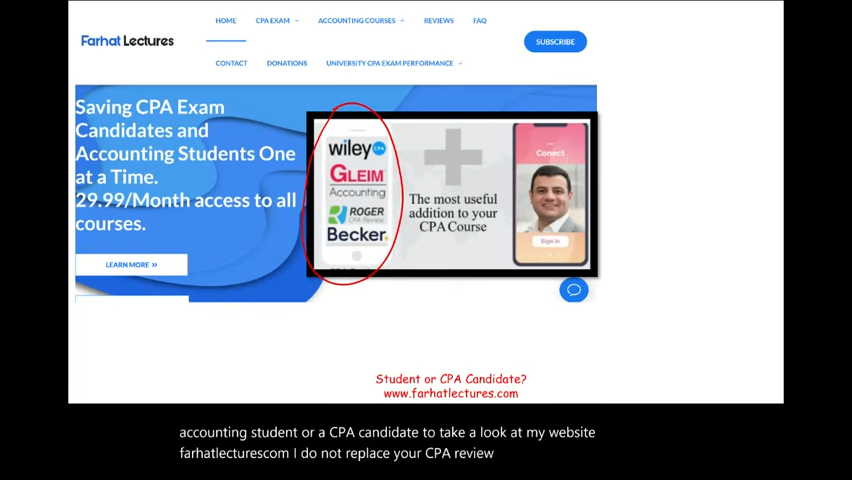 HOME
CPA EXAM
ACCOUNTING COURSES
REVIEWS
FAQ
Farhat Lectures
SUBSCRIBE
CONTACT
DONATIONS
UNIVERSITY CPA EXAM PERFORMANCE
Saving CPA Exam
Candidates and
Accounting Students One
at a Time.
29.99/Month access to all
courses.
LEARN MORE »
wiley CPA
GLEIM
Accounting
ROGER
CPA Review
Becker
The most useful
addition to your
CPA Course
Conect
Sign in
Student or CPA Candidate?
www.farhatlectures.com
accounting student or a CPA candidate to take a look at my website
farhatlecturescom I do not replace your CPA review